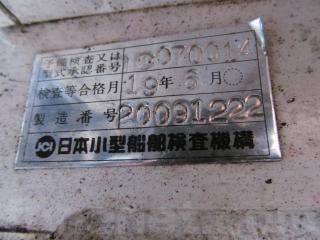 予備検査又は
型式承認番号 1307001X
検査等合格月 19年6月
製造番号 20091222
JCI 日本小型船舶検査機構